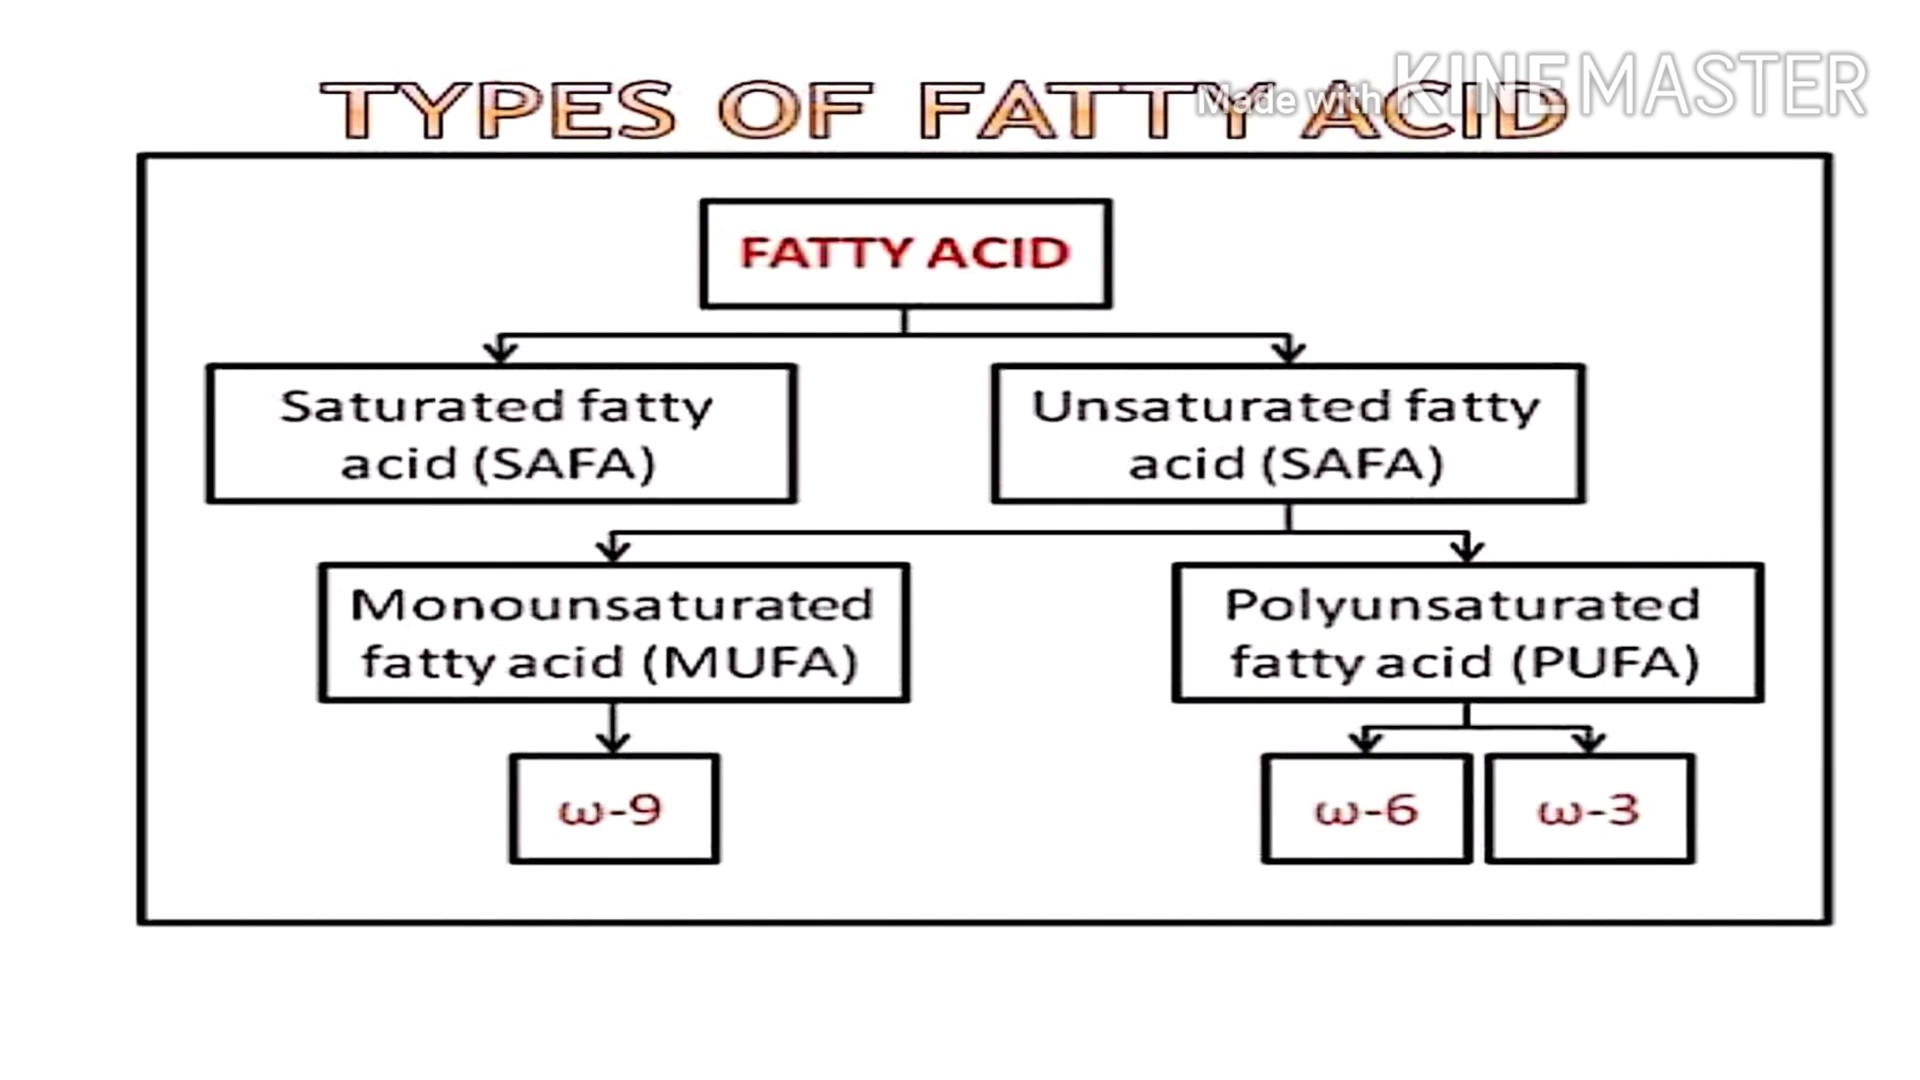 Made with KINEMASTER
TYPES OF FATTY ACID
FATTY ACID
Saturated fatty
acid (SAFA)
Unsaturated fatty
acid (SAFA)
Monounsaturated
fatty acid (MUFA)
Polyunsaturated
fatty acid (PUFA)
ω-9
ω-6
ω-3